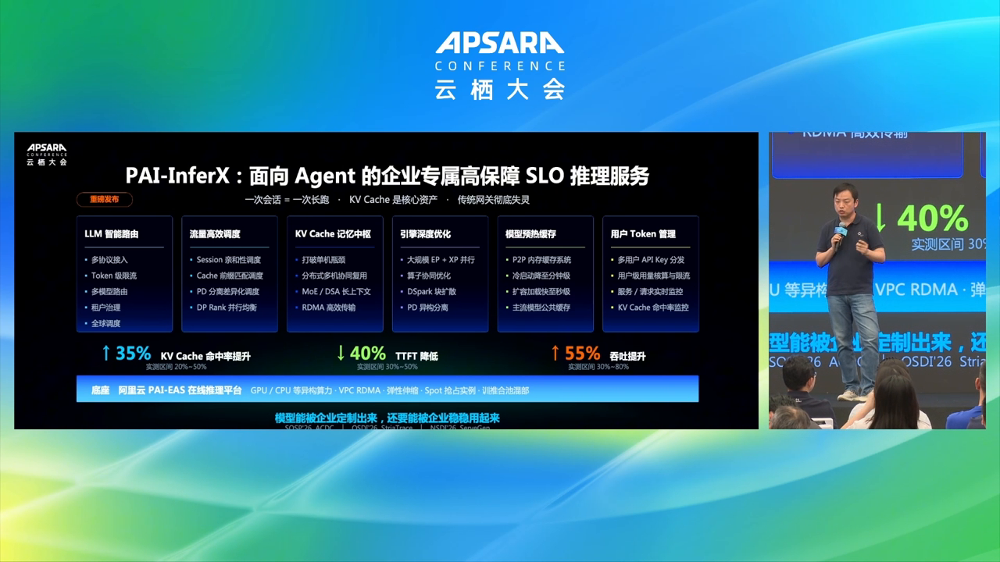 APSARA
CONFERENCE
云栖大会
APSARA
CONFERENCE
云栖大会
PAI-InferX：面向 Agent 的企业专属高保障 SLO 推理服务
重磅发布
一次会话 = 一次长跑 · KV Cache 是核心资产 · 传统网关彻底失灵
LLM 智能路由
多协议接入
Token 级限流
多模型路由
租户治理
全球调度
流量高效调度
Session 亲和性调度
Cache 前缀匹配调度
PD 分离差异化调度
DP Rank 并行均衡
KV Cache 记忆中枢
打破单机瓶颈
分布式多机协同复用
MoE / DSA 长上下文
RDMA 高效传输
引擎深度优化
大规模 EP + XP 并行
算子协同优化
DSpark 块扩散
PD 异构分离
模型预热缓存
P2P 内存缓存系统
冷启动降至分钟级
扩容加载快至秒级
主流模型公共缓存
用户 Token 管理
多用户 API Key 分发
用户级用量核算与限流
服务 / 请求实时监控
KV Cache 命中率监控
↑ 35% KV Cache 命中率提升
实测区间 20%~50%
↓ 40% TTFT 降低
实测区间 30%~50%
↑ 55% 吞吐提升
实测区间 30%~80%
底座 阿里云 PAI-EAS 在线推理平台 GPU / CPU 等异构算力 · VPC RDMA · 弹性伸缩 · Spot 抢占实例 · 训推合池混部
模型能被企业定制出来，还要能被企业稳稳用起来
SOSP'26 ACDC | OSDI'26 StriaTrace | NSDI'26 ServeGen
RDMA 高效传输
↓ 40%
实测区间 30%
U 等异构 VPC RDMA · 弹
型能被企 定制出来，还
OSDI'26 Stria